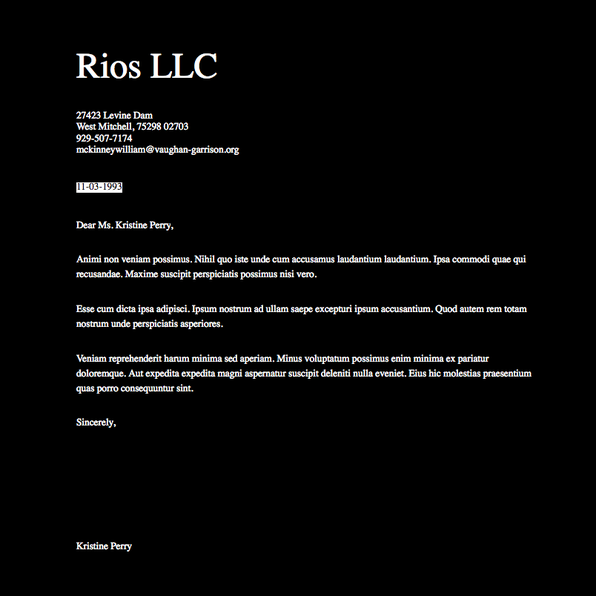 Rios LLC
27423 Levine Dam
West Mitchell, 75298 02703
929-507-7174
mckinneywilliam@vaughan-garrison.org
11-03-1993
Dear Ms. Kristine Perry,
Animi non veniam possimus. Nihil quo iste unde cum accusamus laudantium laudantium. Ipsa commodi quae qui
recusandae. Maxime suscipit perspiciatis possimus nisi vero.
Esse cum dicta ipsa adipisci. Ipsum nostrum ad ullam saepe excepturi ipsum accusantium. Quod autem rem totam
nostrum unde perspiciatis asperiores.
Veniam reprehenderit harum minima sed aperiam. Minus voluptatum possimus enim minima ex pariatur
doloremque. Aut expedita expedita magni aspernatur suscipit deleniti nulla eveniet. Eius hic molestias praesentium
quas porro consequuntur sint.
Sincerely,
Kristine Perry